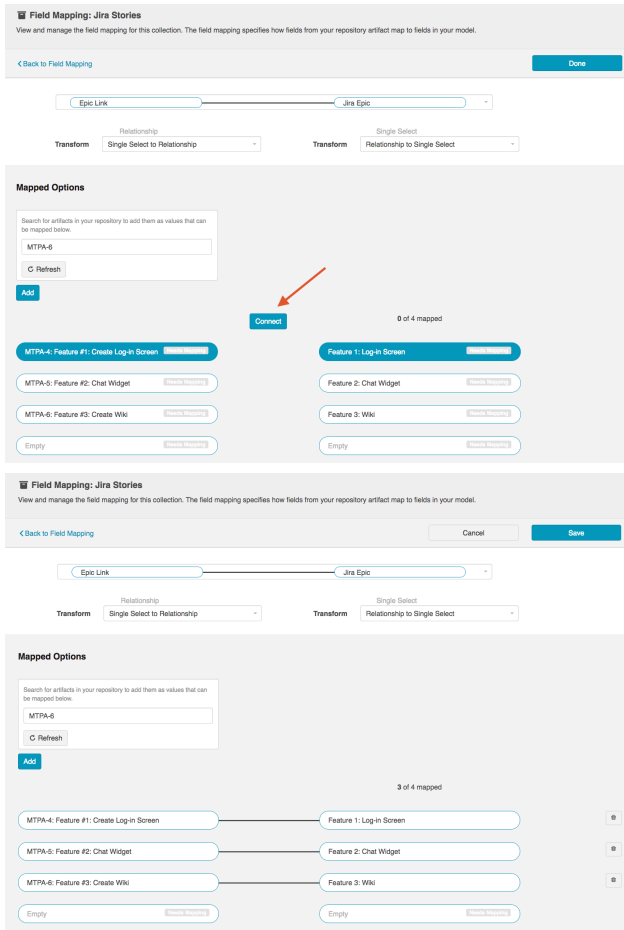 Field Mapping: Jira Stories
View and manage the field mapping for this collection. The field mapping specifies how fields from your repository artifact map to fields in your model.
Back to Field Mapping
Done
Epic Link
Jira Epic
Relationship
Single Select
Transform
Single Select to Relationship
Transform
Relationship to Single Select
Mapped Options
Search for artifacts in your repository to add them as values that can
be mapped below.
MTPA-6
Refresh
Add
Connect
0 of 4 mapped
MTPA-4: Feature #1: Create Log-in Screen Needs Mapping
Feature 1: Log-in Screen Needs Mapping
MTPA-5: Feature #2: Chat Widget Needs Mapping
Feature 2: Chat Widget Needs Mapping
MTPA-6: Feature #3: Create Wiki Needs Mapping
Feature 3: Wiki Needs Mapping
Empty Needs Mapping
Empty Needs Mapping
Field Mapping: Jira Stories
View and manage the field mapping for this collection. The field mapping specifies how fields from your repository artifact map to fields in your model.
Back to Field Mapping
Cancel
Save
Epic Link
Jira Epic
Relationship
Single Select
Transform
Single Select to Relationship
Transform
Relationship to Single Select
Mapped Options
Search for artifacts in your repository to add them as values that can
be mapped below.
MTPA-6
Refresh
Add
3 of 4 mapped
MTPA-4: Feature #1: Create Log-in Screen
Feature 1: Log-in Screen
MTPA-5: Feature #2: Chat Widget
Feature 2: Chat Widget
MTPA-6: Feature #3: Create Wiki
Feature 3: Wiki
Empty Needs Mapping
Empty Needs Mapping